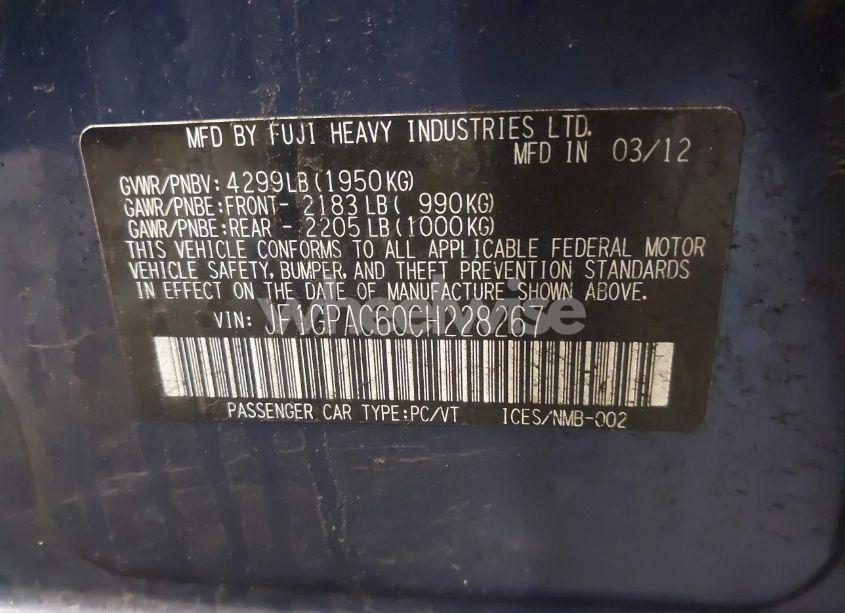 MFD BY FUJI HEAVY INDUSTRIES LTD.
MFD IN 03/12
GVWR/PNBV: 4299LB (1950KG)
GAWR/PNBE:FRONT- 2183 LB ( 990KG)
GAWR/PNBE:REAR - 2205 LB (1000KG)
THIS VEHICLE CONFORMS TO ALL APPLICABLE FEDERAL MOTOR
VEHICLE SAFETY, BUMPER, AND THEFT PREVENTION STANDARDS
IN EFFECT ON THE DATE OF MANUFACTURE SHOWN ABOVE.
VIN: JF1GPAC60CH228267
PASSENGER CAR TYPE:PC/VT ICES/NMB-002